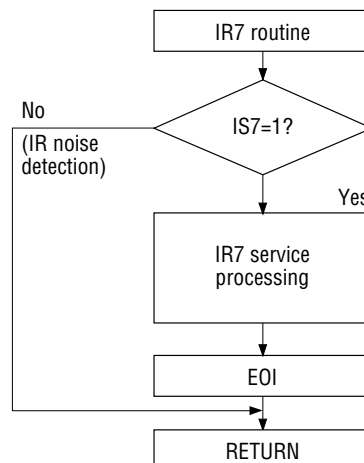 IR7 routine
IS7=1?
No
(IR noise
detection)
Yes
IR7 service
processing
EOI
RETURN